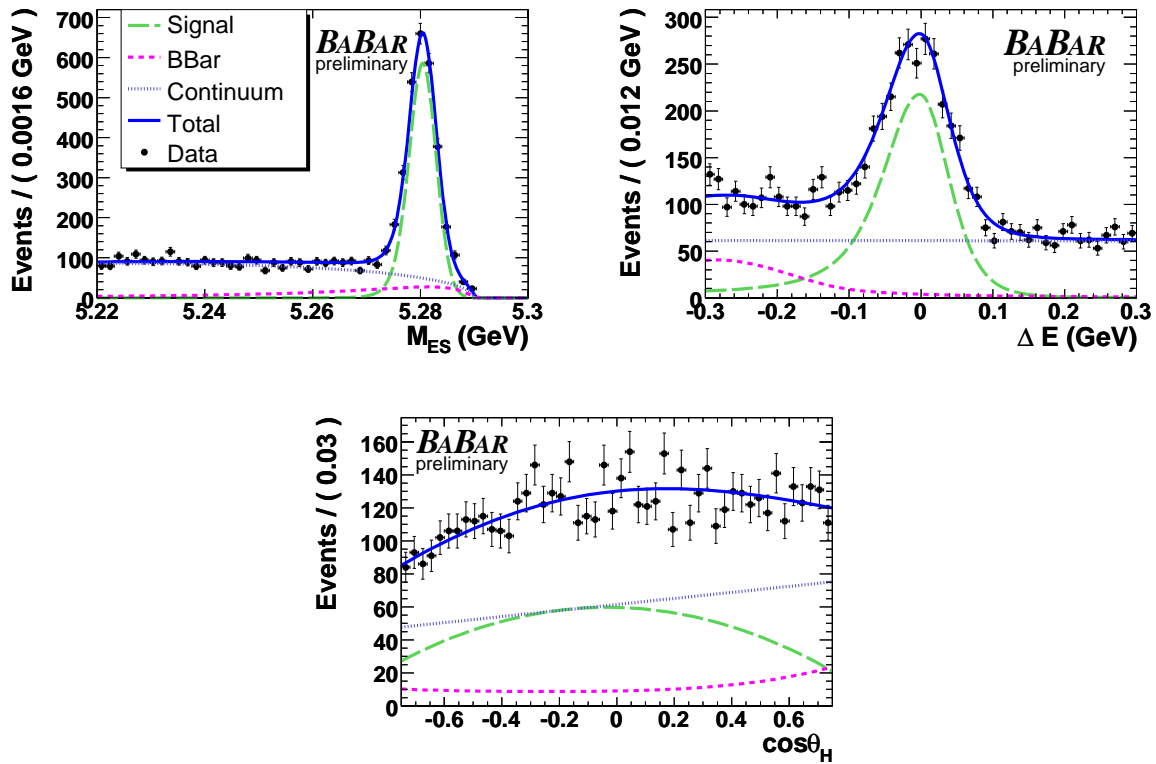 Events / ( 0.0016 GeV )
700
600
500
400
300
200
100
0
Signal
BBar
Continuum
Total
Data
BABAR
preliminary
5.22 5.24 5.26 5.28 5.3
M_ES (GeV)
Events / ( 0.012 GeV )
300
250
200
150
100
50
0
BABAR
preliminary
-0.3 -0.2 -0.1 0 0.1 0.2 0.3
Δ E (GeV)
Events / ( 0.03 )
160
140
120
100
80
60
40
20
0
BABAR
preliminary
-0.6 -0.4 -0.2 0 0.2 0.4 0.6
cosθ_H